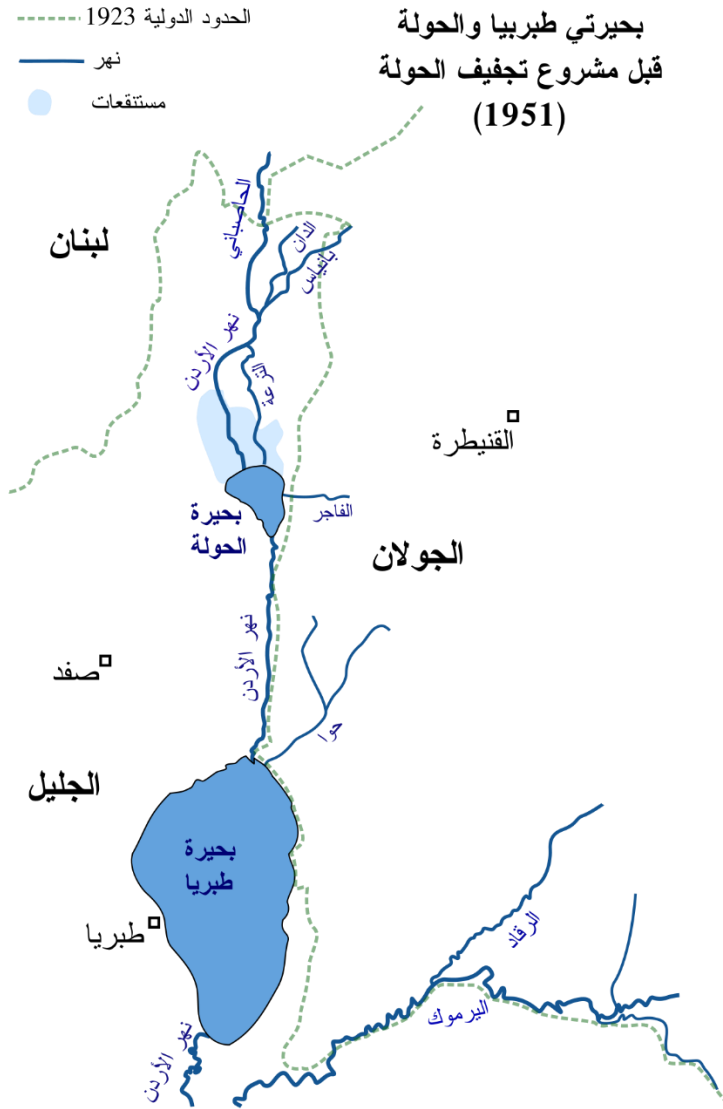 بحيرتي طبربيا والحولة
قبل مشروع تجفيف الحولة
(1951)
الحدود الدولية 1923
نهر
مستنقعات
لبنان
الحاصباني
الدان
بانياس
نهر الأردن
الترعة
القنيطرة
الفاجر
بحيرة
الحولة
الجولان
نهر الأردن
صفد
حوا
الجليل
بحيرة
طبريا
طبريا
الرقاد
اليرموك
نهر الأردن